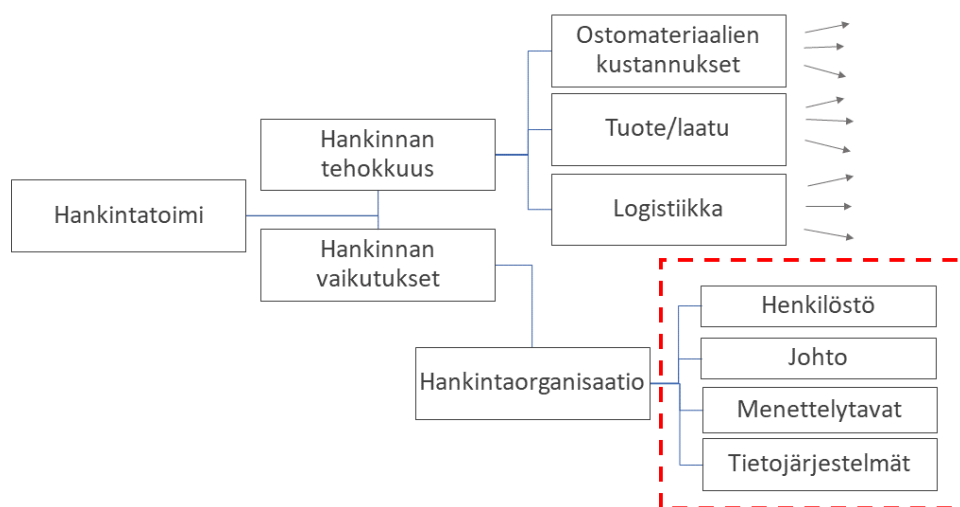 Ostomateriaalien
kustannukset
Tuote/laatu
Logistiikka
Hankinnan
tehokkuus
Hankintatoimi
Hankinnan
vaikutukset
Hankintaorganisaatio
Henkilöstö
Johto
Menettelytavat
Tietojärjestelmät